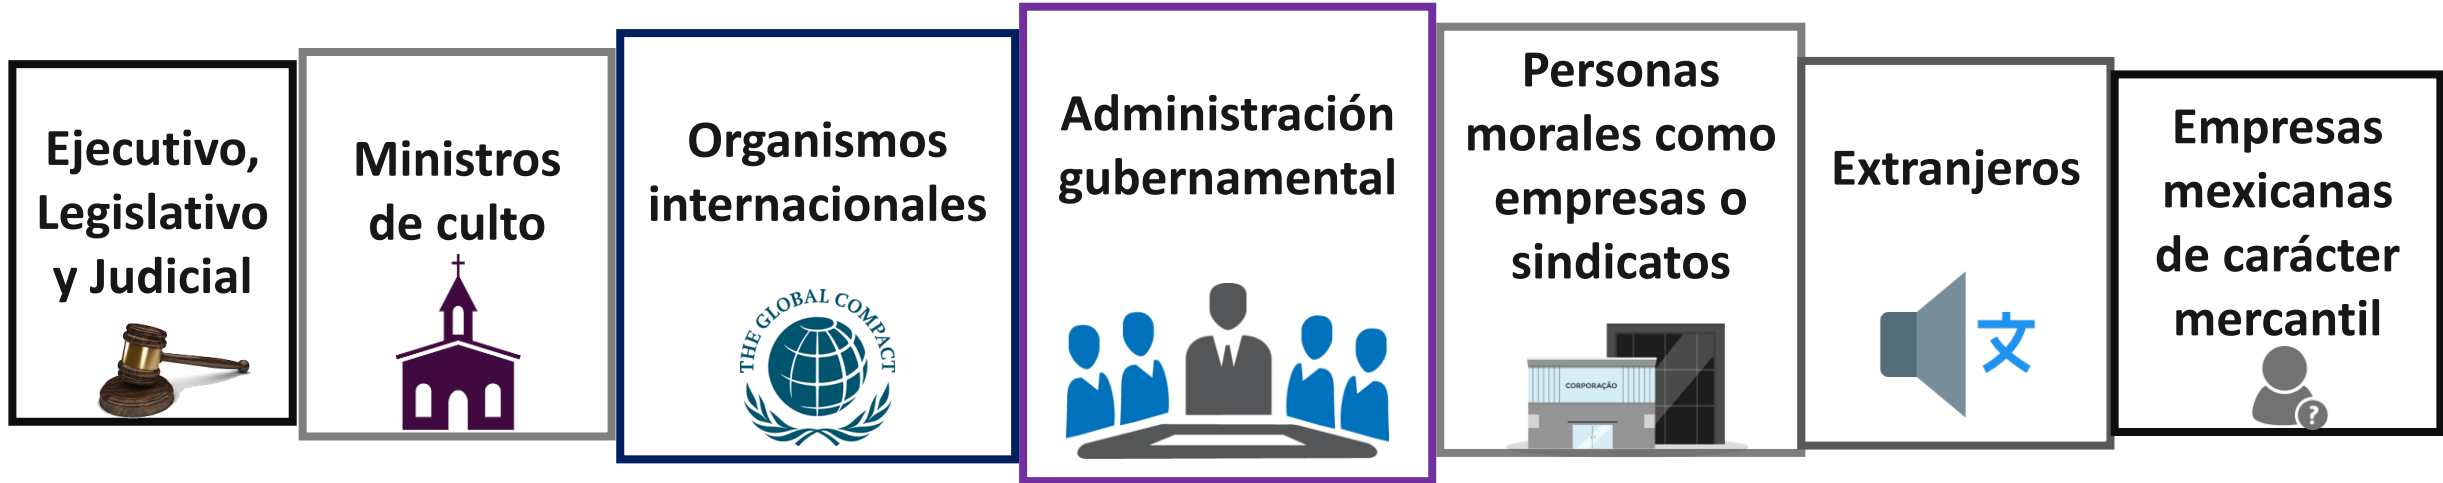 Ejecutivo,
Legislativo
y Judicial
Ministros
de culto
Organismos
internacionales
THE GLOBAL COMPACT
Administración
gubernamental
Personas
morales como
empresas o
sindicatos
CORPORAÇÃO
Extranjeros
文
Empresas
mexicanas
de carácter
mercantil
?